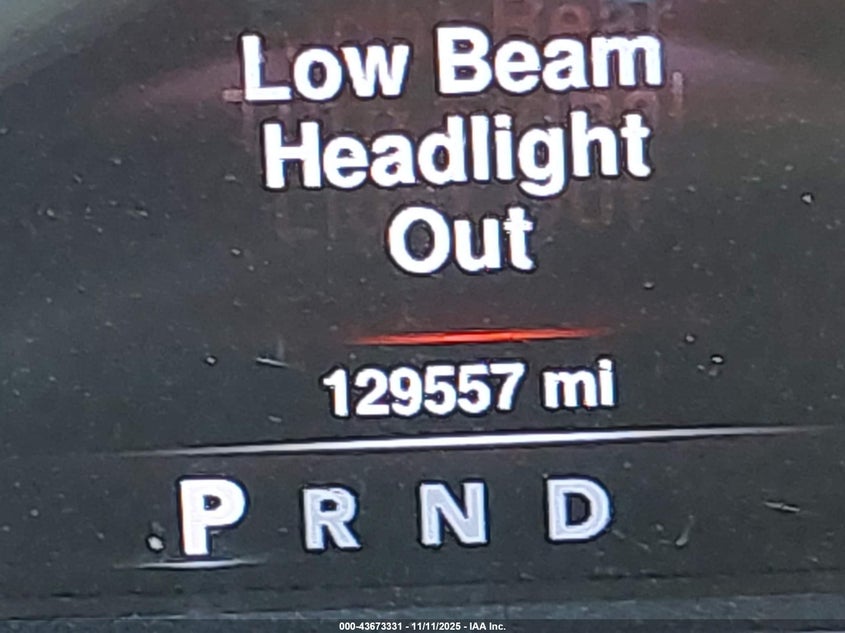 Low Beam
Headlight
Out
129557 mi
P R N D
000-43673331 - 11/11/2025 - IAA Inc.